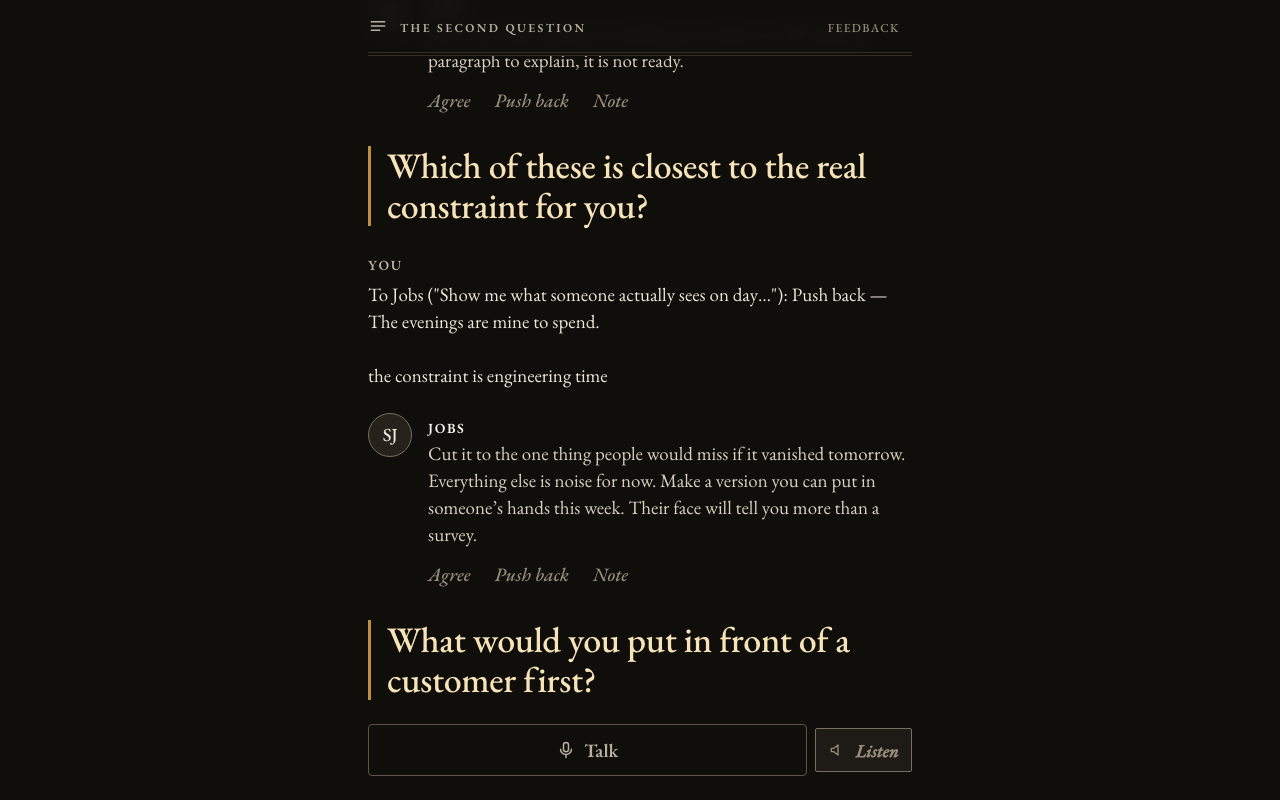 THE SECOND QUESTION
FEEDBACK
paragraph to explain, it is not ready.
Agree Push back Note
Which of these is closest to the real
constraint for you?
YOU
To Jobs ("Show me what someone actually sees on day…"): Push back —
The evenings are mine to spend.
the constraint is engineering time
SJ
JOBS
Cut it to the one thing people would miss if it vanished tomorrow.
Everything else is noise for now. Make a version you can put in
someone’s hands this week. Their face will tell you more than a
survey.
Agree Push back Note
What would you put in front of a
customer first?
Talk
Listen